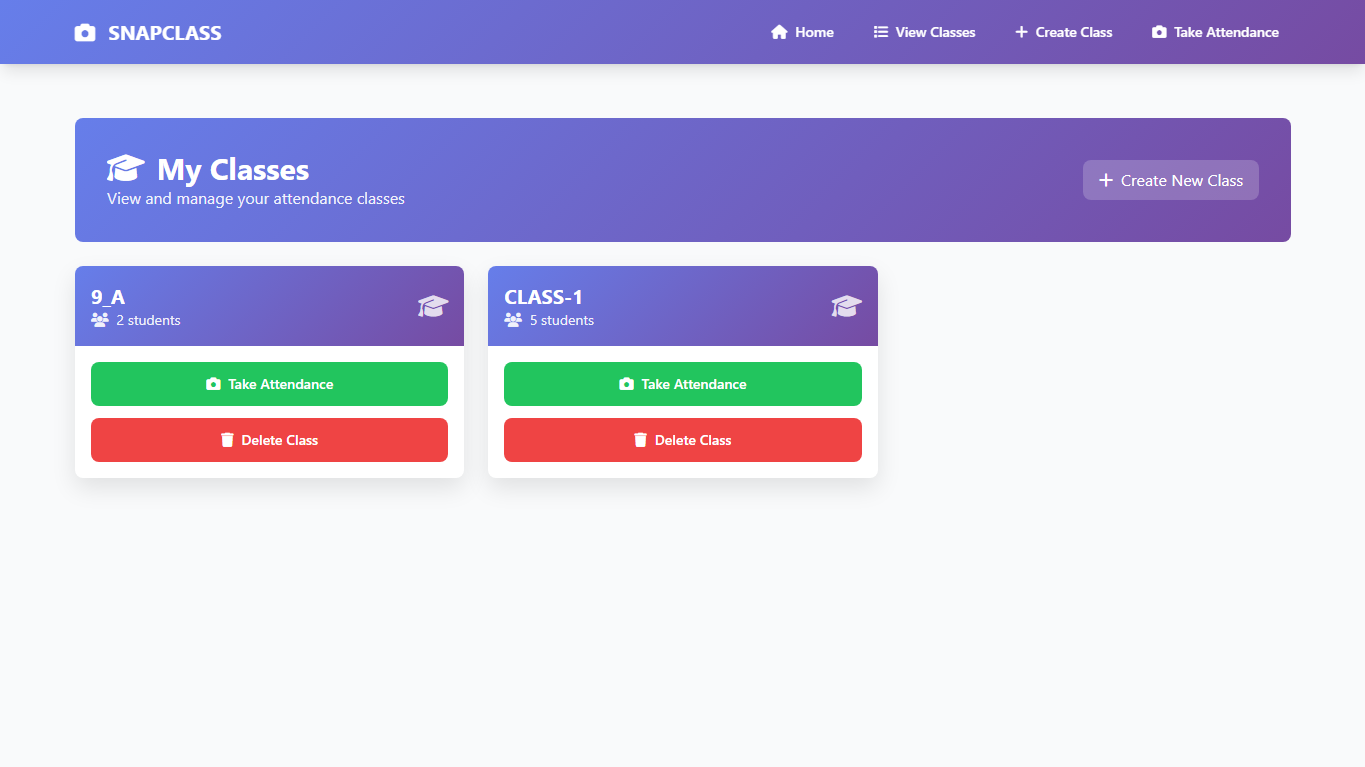 SNAPCLASS
Home
View Classes
Create Class
Take Attendance
My Classes
View and manage your attendance classes
Create New Class
9_A
2 students
Take Attendance
Delete Class
CLASS-1
5 students
Take Attendance
Delete Class